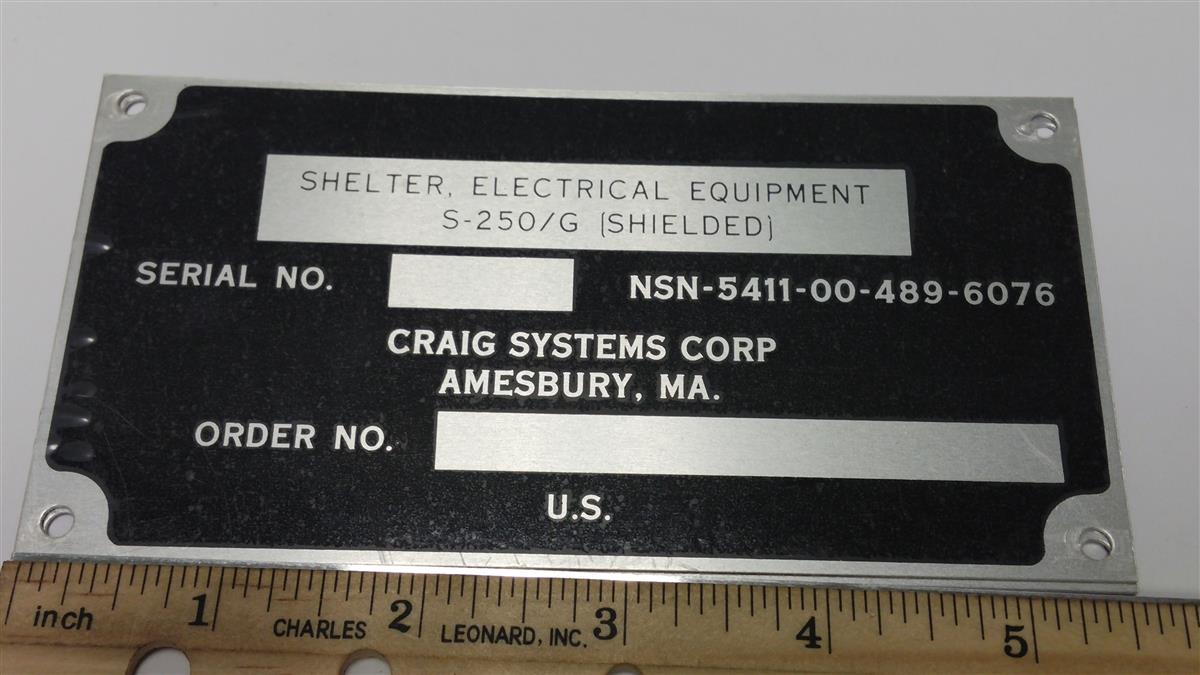 SHELTER, ELECTRICAL EQUIPMENT
S-250/G (SHIELDED)
SERIAL NO. NSN-5411-00-489-6076
CRAIG SYSTEMS CORP
AMESBURY, MA.
ORDER NO.
U.S.
inch 1 CHARLES 2 LEONARD, INC. 3 4 5